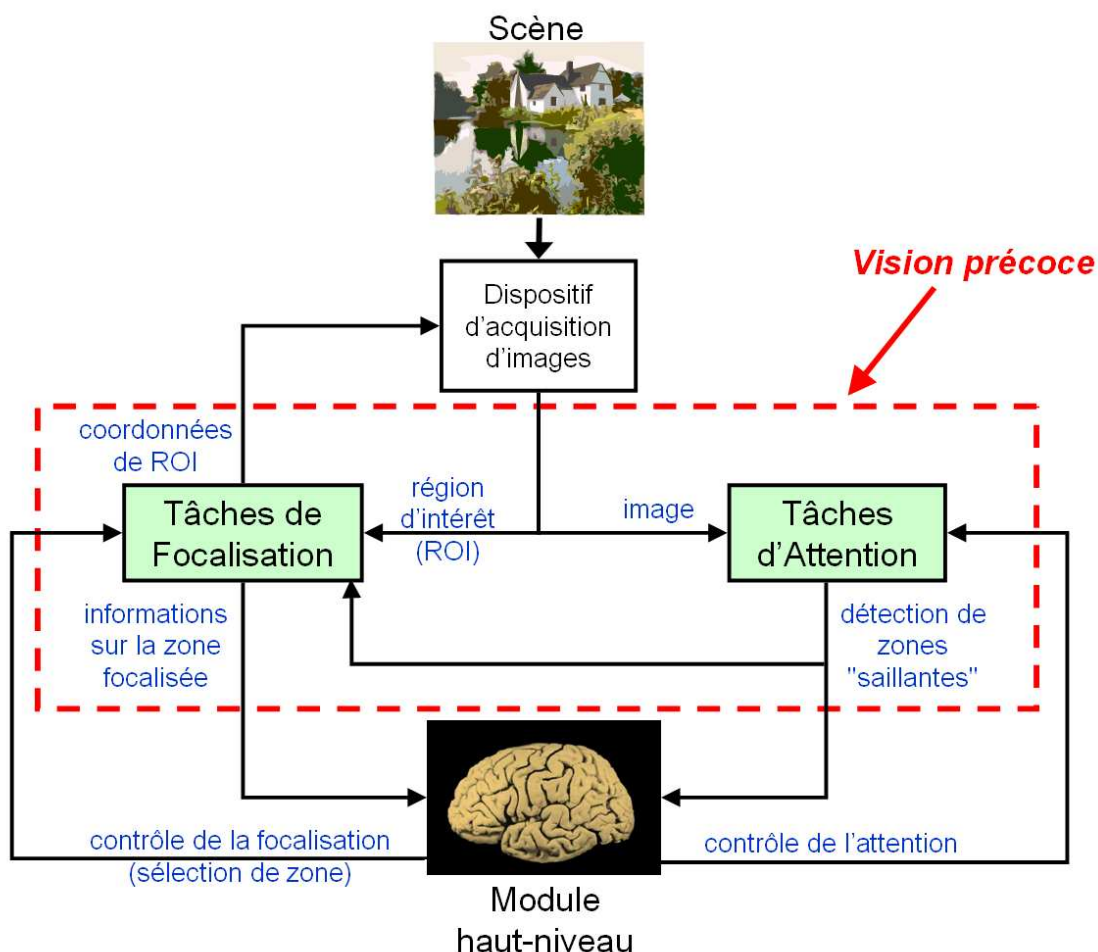 Scène
Vision précoce
Dispositif
d'acquisition
d'images
coordonnées
de ROI
Tâches de
Focalisation
région
d'intérêt
(ROI)
image
Tâches
d'Attention
informations
sur la zone
focalisée
détection de
zones
"saillantes"
contrôle de la focalisation
(sélection de zone)
contrôle de l'attention
Module
haut-niveau